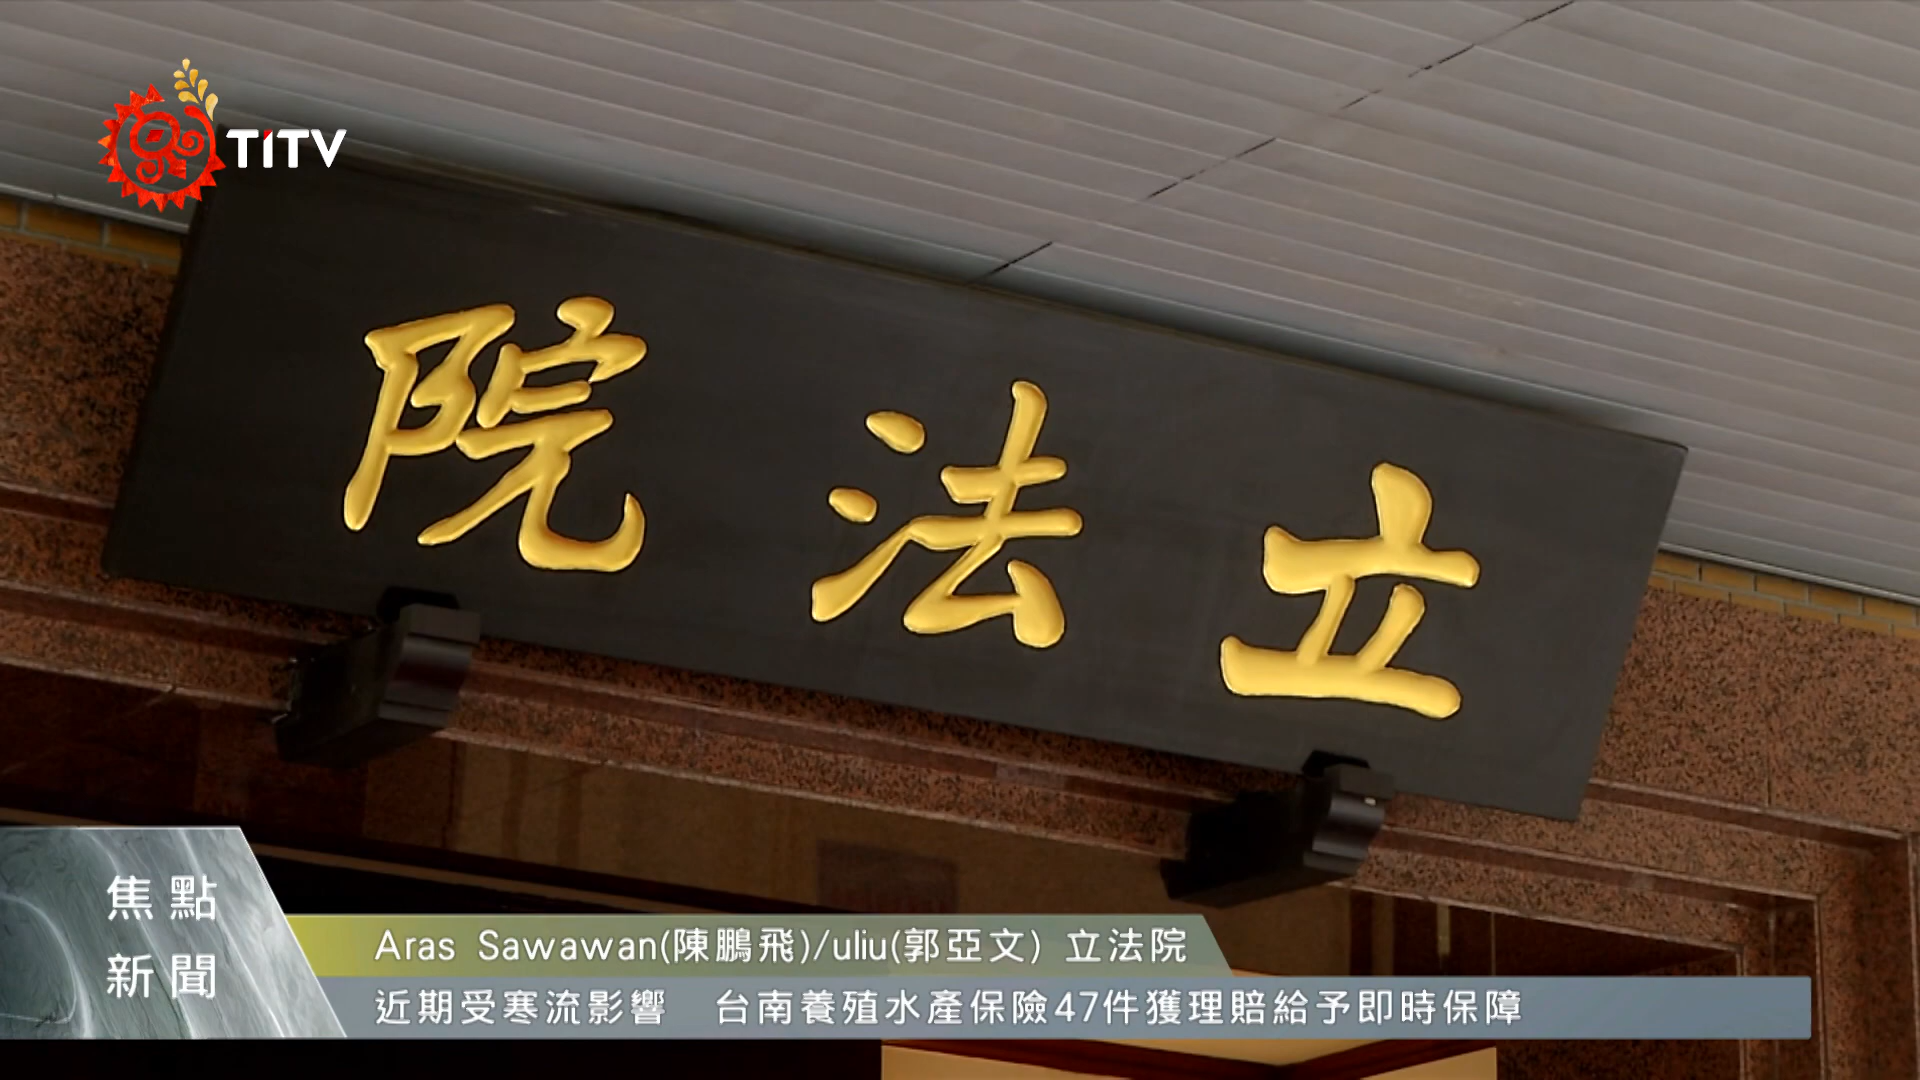 TITV
立法院
焦點
新聞
Aras Sawawan(陳鵬飛)/uliu(郭亞文) 立法院
近期受寒流影響 台南養殖水產保險47件獲理賠給予即時保障